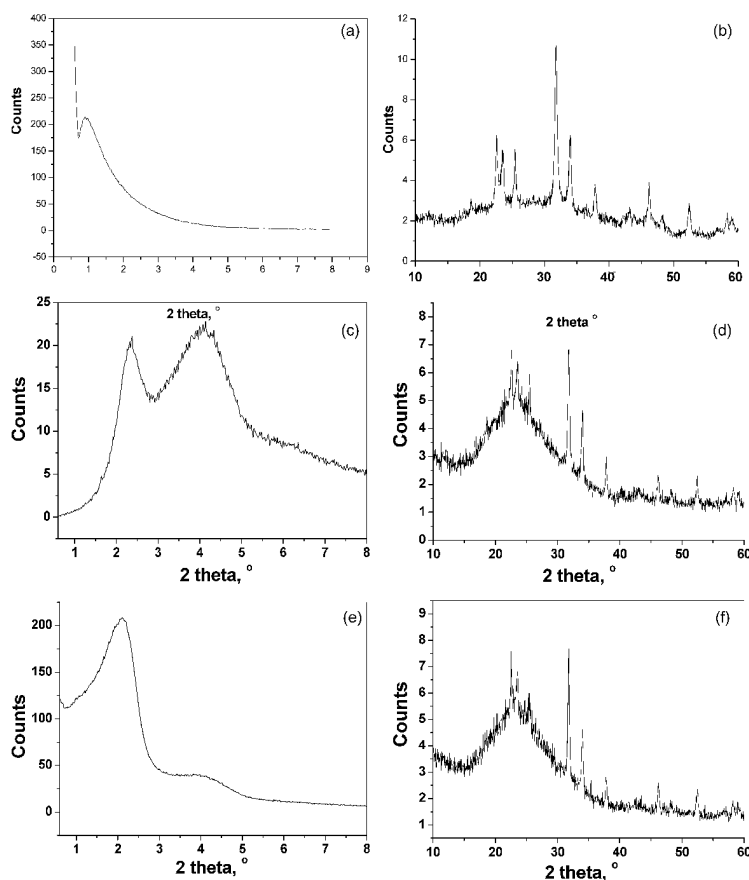 (a)
Counts
400
350
300
250
200
150
100
50
0
-50
0 1 2 3 4 5 6 7 8 9
2 theta, °
(b)
Counts
12
10
8
6
4
2
0
10 20 30 40 50 60
2 theta °
(c)
Counts
25
20
15
10
5
0
1 2 3 4 5 6 7 8
2 theta, °
(d)
Counts
8
7
6
5
4
3
2
1
10 20 30 40 50 60
2 theta, °
(e)
Counts
200
150
100
50
0
1 2 3 4 5 6 7 8
2 theta, °
(f)
Counts
9
8
7
6
5
4
3
2
1
10 20 30 40 50 60
2 theta, °